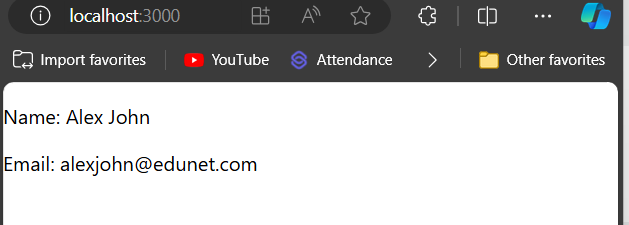 localhost:3000
Import favorites YouTube Attendance Other favorites
Name: Alex John
Email: alexjohn@edunet.com